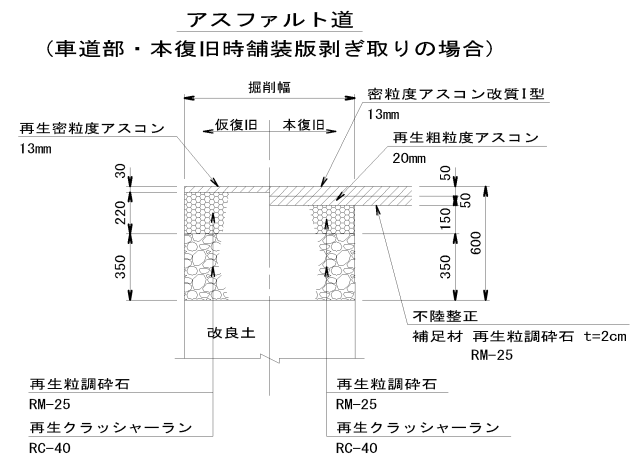 アスファルト道
（車道部・本復旧時舗装版剥ぎ取りの場合）
掘削幅
密粒度アスコン改質Ⅰ型
13mm
再生密粒度アスコン
13mm
仮復旧
本復旧
再生粗粒度アスコン
20mm
30
220
350
50
50
150
350
600
不陸整正
補足材 再生粒調砕石 t=2cm
RM-25
改良土
再生粒調砕石
RM-25
再生クラッシャーラン
RC-40
再生粒調砕石
RM-25
再生クラッシャーラン
RC-40